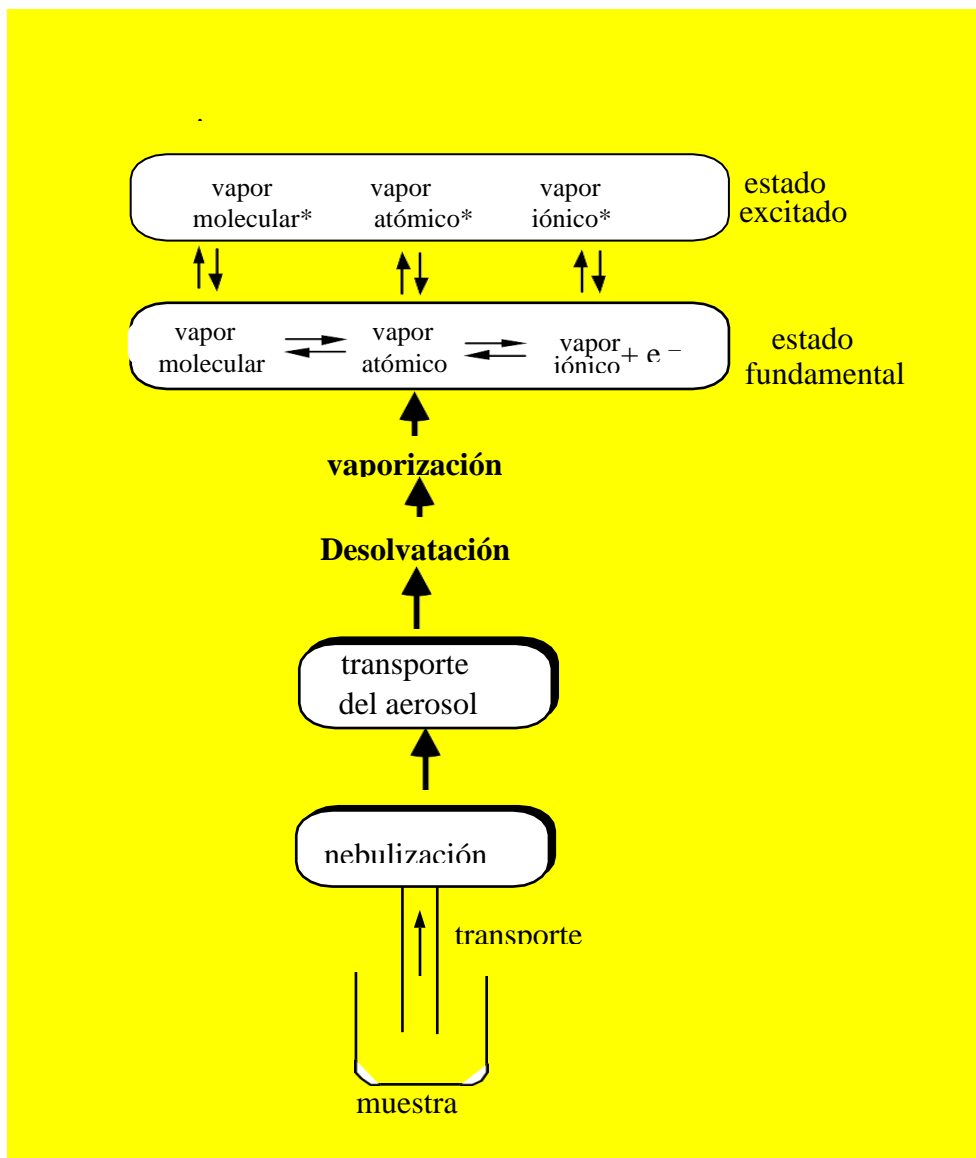 vapor vapor vapor
molecular* atómico* iónico*
estado
excitado
vapor vapor vapor
molecular atómico iónico + e –
estado
fundamental
vaporización
Desolvatación
transporte
del aerosol
nebulización
transporte
muestra